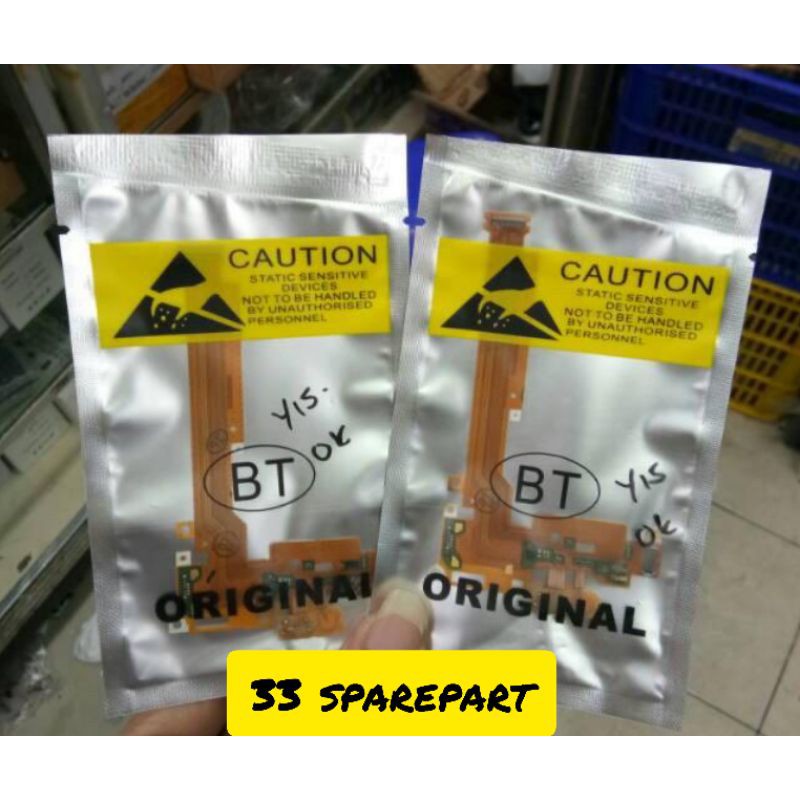 CAUTION
STATIC SENSITIVE
DEVICES
NOT TO BE HANDLED
BY UNAUTHORISED
PERSONNEL
Y15.
OK
BT
ORIGINAL
CAUTION
STATIC SENSITIVE
DEVICES
NOT TO BE HANDLED
BY UNAUTHORISED
PERSONNEL
BT
Y15
OK
ORIGINAL
33 SPAREPART